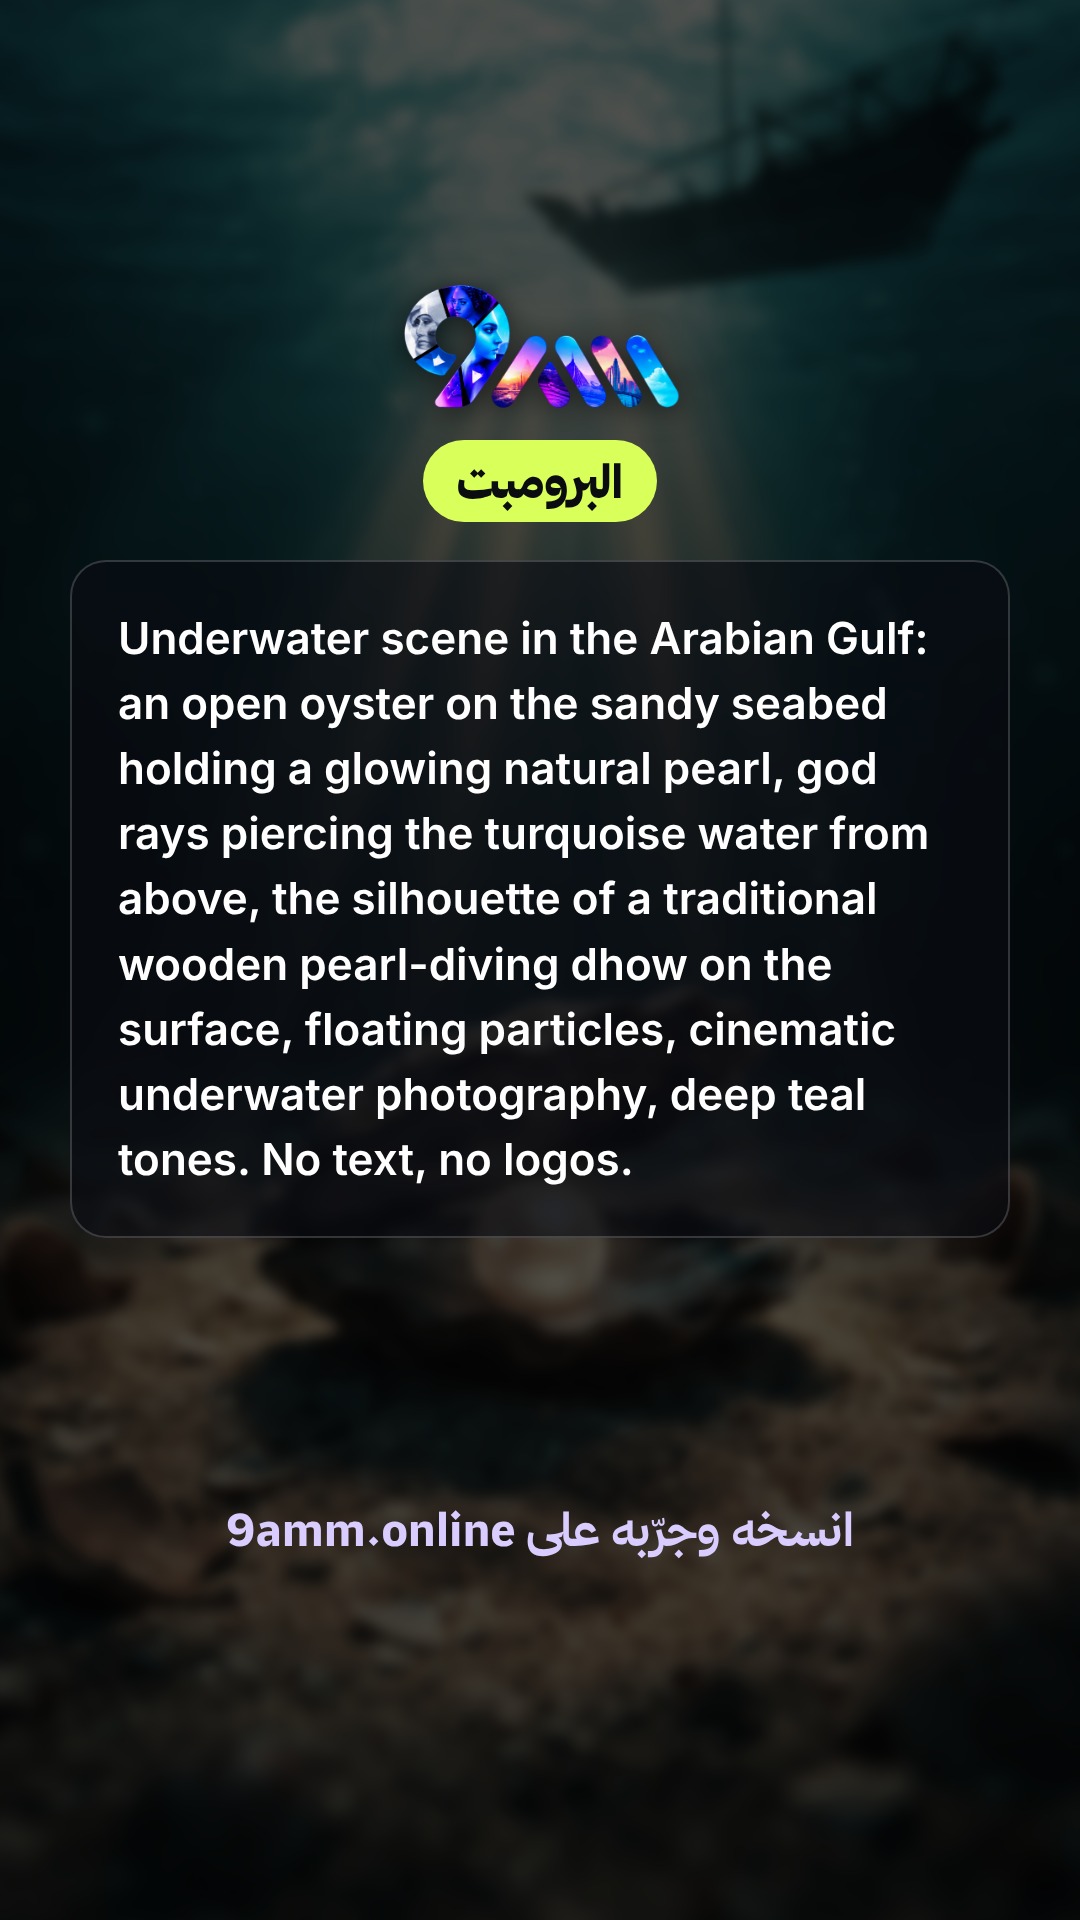 9amm
البرومبت
Underwater scene in the Arabian Gulf:
an open oyster on the sandy seabed
holding a glowing natural pearl, god
rays piercing the turquoise water from
above, the silhouette of a traditional
wooden pearl-diving dhow on the
surface, floating particles, cinematic
underwater photography, deep teal
tones. No text, no logos.
انسخه وجرّبه على 9amm.online